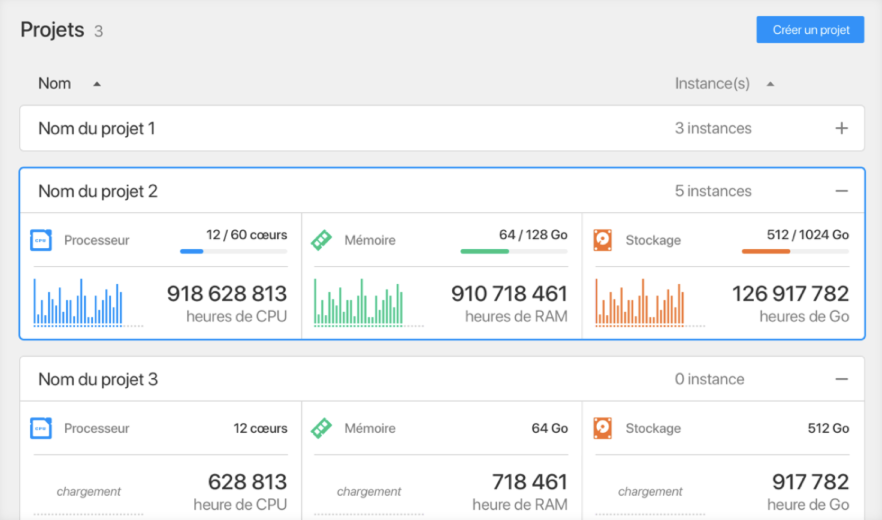 Projets 3
Créer un projet
Nom
Instance(s)
Nom du projet 1
3 instances
Nom du projet 2
5 instances
CPU
Processeur
12 / 60 cœurs
918 628 813
heures de CPU
Mémoire
64 / 128 Go
910 718 461
heures de RAM
Stockage
512 / 1024 Go
126 917 782
heures de Go
Nom du projet 3
0 instance
CPU
Processeur
12 cœurs
chargement
628 813
heure de CPU
Mémoire
64 Go
chargement
718 461
heure de RAM
Stockage
512 Go
chargement
917 782
heure de Go